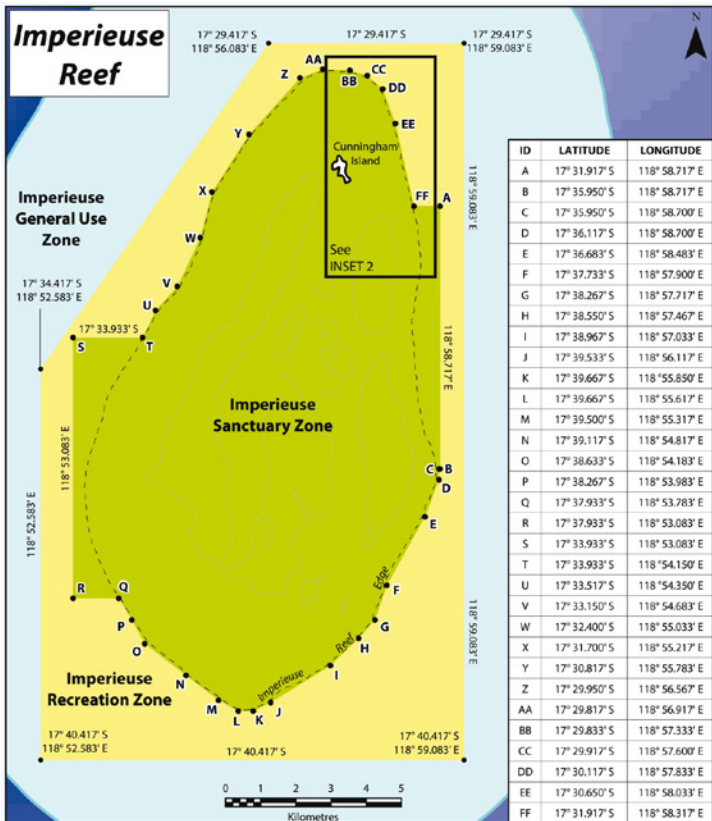 Imperieuse
Reef
17° 29.417' S
118° 56.083' E
17° 29.417' S
17° 29.417' S
118° 59.083' E
N
AA
Z
BB
CC
DD
EE
Y
Cunningham
Island
X
FF
A
118° 59.083' E
Imperieuse
General Use
Zone
W
See
INSET 2
17° 34.417' S
118° 52.583' E
V
U
17° 33.933' S
S
T
118° 58.717' E
Imperieuse
Sanctuary Zone
118° 53.083' E
118° 52.583' E
C
B
D
E
R
Q
F
Edge
P
G
O
H
Reef
118° 59.083' E
I
Imperieuse
Recreation Zone
N
Imperieuse
M
L
K
J
17° 40.417' S
118° 52.583' E
17° 40.417' S
17° 40.417' S
118° 59.083' E
0 1 2 3 4 5
Kilometres
ID LATITUDE LONGITUDE
A 17° 31.917' S 118° 58.717' E
B 17° 35.950' S 118° 58.717' E
C 17° 35.950' S 118° 58.700' E
D 17° 36.117' S 118° 58.700' E
E 17° 36.683' S 118° 58.483' E
F 17° 37.733' S 118° 57.900' E
G 17° 38.267' S 118° 57.717' E
H 17° 38.550' S 118° 57.467' E
I 17° 38.967' S 118° 57.033' E
J 17° 39.533' S 118° 56.117' E
K 17° 39.667' S 118° 55.850' E
L 17° 39.667' S 118° 55.617' E
M 17° 39.500' S 118° 55.317' E
N 17° 39.117' S 118° 54.817' E
O 17° 38.633' S 118° 54.183' E
P 17° 38.267' S 118° 53.983' E
Q 17° 37.933' S 118° 53.783' E
R 17° 37.933' S 118° 53.083' E
S 17° 33.933' S 118° 53.083' E
T 17° 33.933' S 118° 54.150' E
U 17° 33.517' S 118° 54.350' E
V 17° 33.150' S 118° 54.683' E
W 17° 32.400' S 118° 55.033' E
X 17° 31.700' S 118° 55.217' E
Y 17° 30.817' S 118° 55.783' E
Z 17° 29.950' S 118° 56.567' E
AA 17° 29.817' S 118° 56.917' E
BB 17° 29.833' S 118° 57.333' E
CC 17° 29.917' S 118° 57.600' E
DD 17° 30.117' S 118° 57.833' E
EE 17° 30.650' S 118° 58.033' E
FF 17° 31.917' S 118° 58.317' E